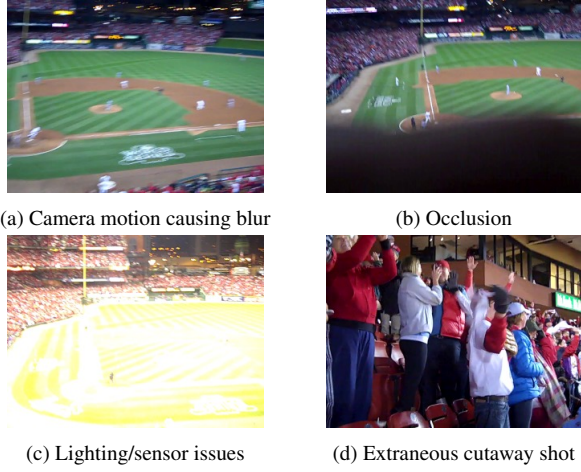 (a) Camera motion causing blur
(b) Occlusion
(c) Lighting/sensor issues
(d) Extraneous cutaway shot